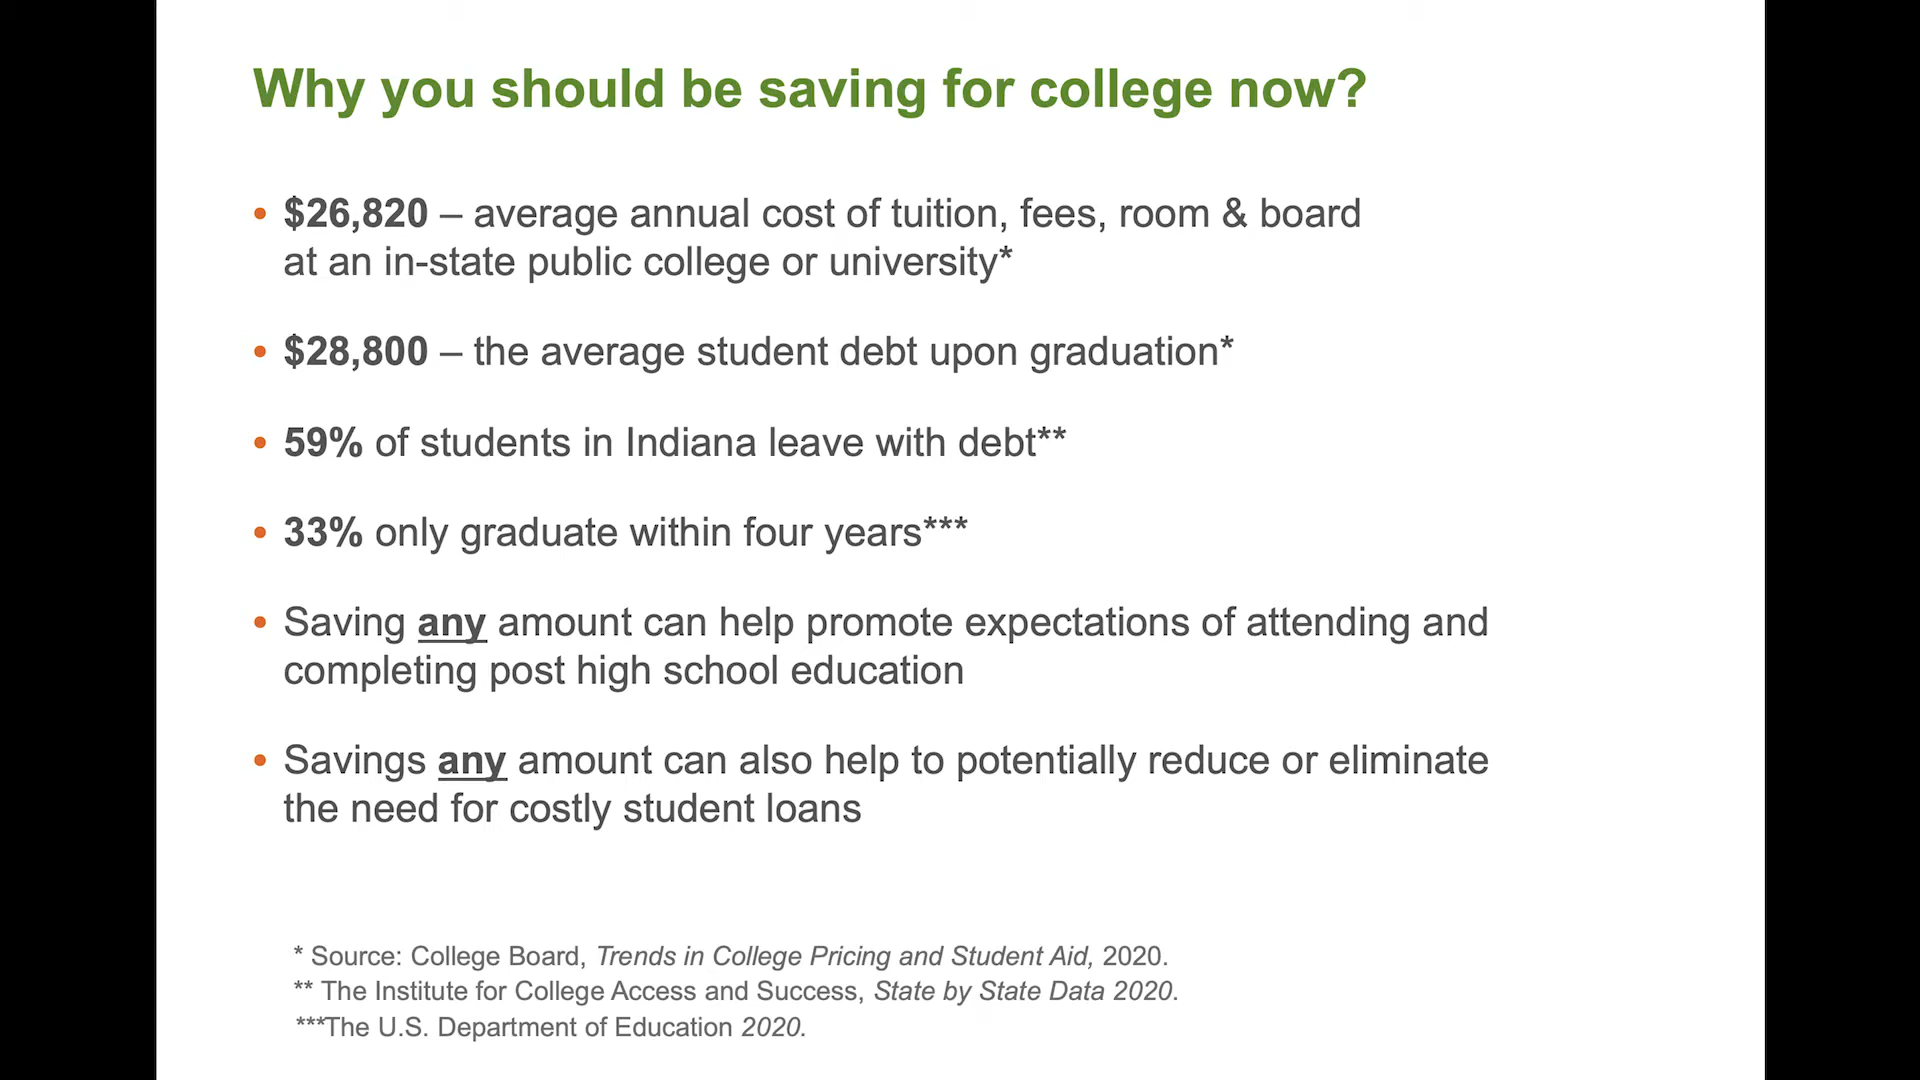 Why you should be saving for college now?
• $26,820 – average annual cost of tuition, fees, room & board
at an in-state public college or university*
• $28,800 – the average student debt upon graduation*
• 59% of students in Indiana leave with debt**
• 33% only graduate within four years***
• Saving any amount can help promote expectations of attending and
completing post high school education
• Savings any amount can also help to potentially reduce or eliminate
the need for costly student loans
* Source: College Board, Trends in College Pricing and Student Aid, 2020.
** The Institute for College Access and Success, State by State Data 2020.
***The U.S. Department of Education 2020.